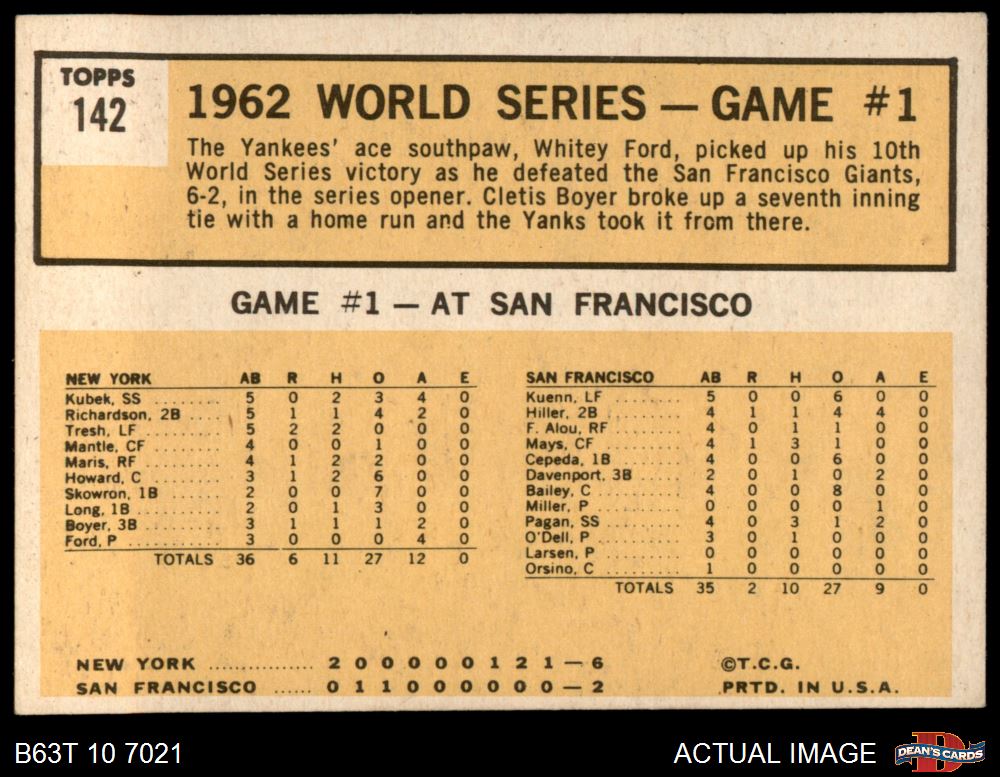 TOPPS
142
1962 WORLD SERIES — GAME #1
The Yankees' ace southpaw, Whitey Ford, picked up his 10th
World Series victory as he defeated the San Francisco Giants,
6-2, in the series opener. Cletis Boyer broke up a seventh inning
tie with a home run and the Yanks took it from there.
GAME #1 — AT SAN FRANCISCO
NEW YORK AB R H O A E
Kubek, SS ........ 5 0 2 3 4 0
Richardson, 2B ..... 5 1 1 4 2 0
Tresh, LF .......... 5 2 2 0 0 0
Mantle, CF ......... 4 0 0 1 0 0
Maris, RF .......... 4 1 2 2 0 0
Howard, C .......... 3 1 2 6 0 0
Skowron, 1B ....... 2 0 0 7 0 0
Long, 1B ........... 2 0 1 3 0 0
Boyer, 3B .......... 3 1 1 1 2 0
Ford, P ............ 3 0 0 0 4 0
TOTALS 36 6 11 27 12 0
SAN FRANCISCO AB R H O A E
Kuenn, LF ......... 5 0 0 6 0 0
Hiller, 2B .......... 4 1 1 4 4 0
F. Alou, RF ........ 4 0 1 1 0 0
Mays, CF .......... 4 1 3 1 0 0
Cepeda, 1B ........ 4 0 0 6 0 0
Davenport, 3B ...... 2 0 1 0 2 0
Bailey, C .......... 4 0 0 8 0 0
Miller, P ........... 0 0 0 0 1 0
Pagan, SS ......... 4 0 3 1 2 0
O'Dell, P .......... 3 0 1 0 0 0
Larsen, P .......... 0 0 0 0 0 0
Orsino, C .......... 1 0 0 0 0 0
TOTALS 35 2 10 27 9 0
NEW YORK ............... 2 0 0 0 0 0 1 2 1 — 6
SAN FRANCISCO ...... 0 1 1 0 0 0 0 0 0 — 2
©T.C.G.
PRTD. IN U.S.A.
B63T 10 7021
ACTUAL IMAGE
D
DEAN'S CARDS